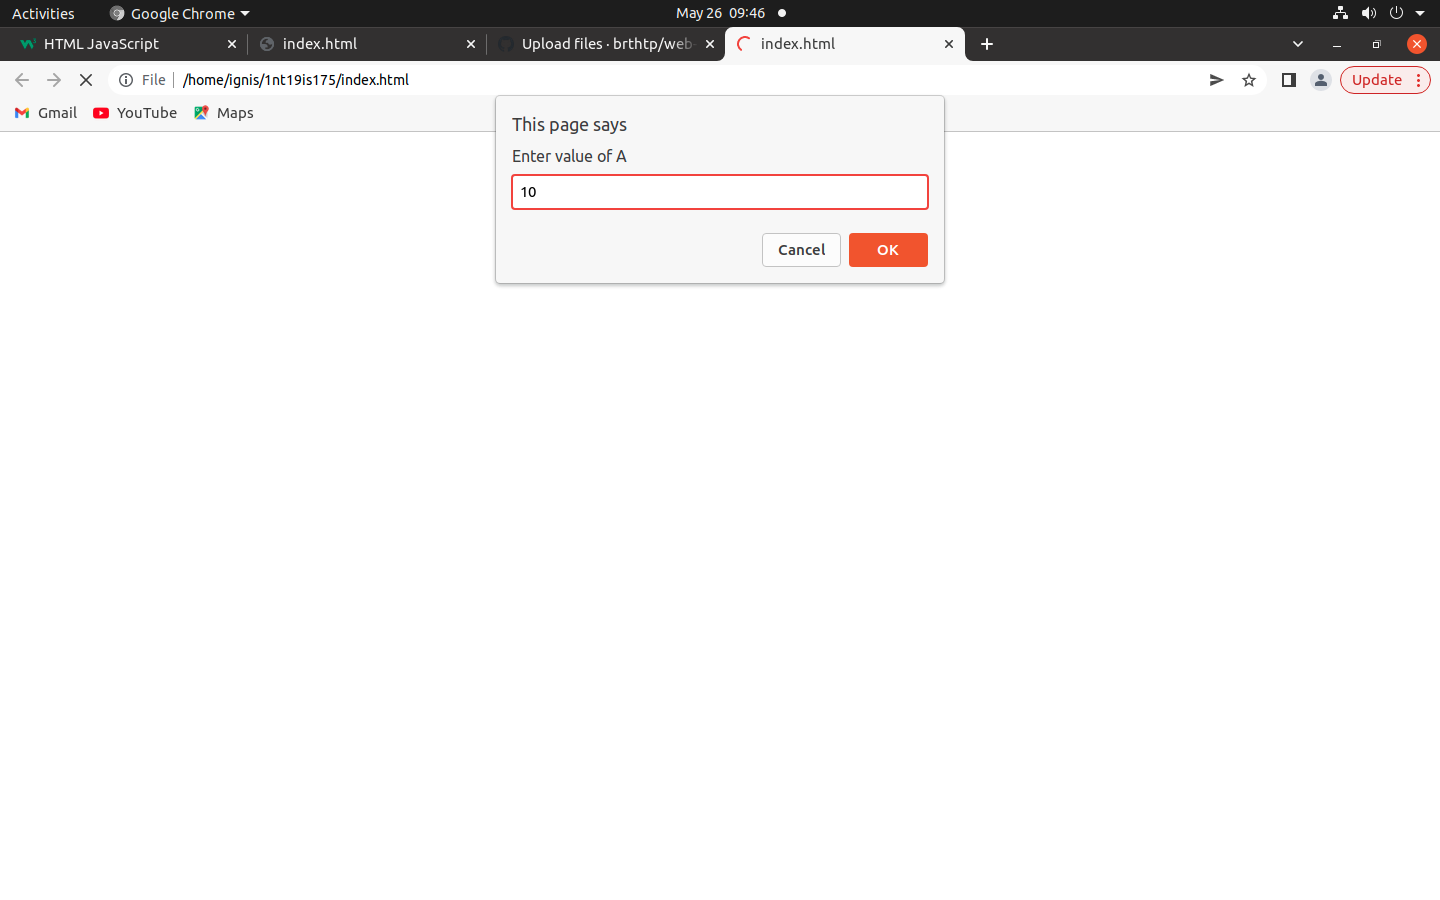 Activities Google Chrome May 26 09:46
HTML JavaScript index.html Upload files · brthtp/web- index.html
File /home/ignis/1nt19is175/index.html Update
Gmail YouTube Maps
This page says
Enter value of A
10
Cancel OK